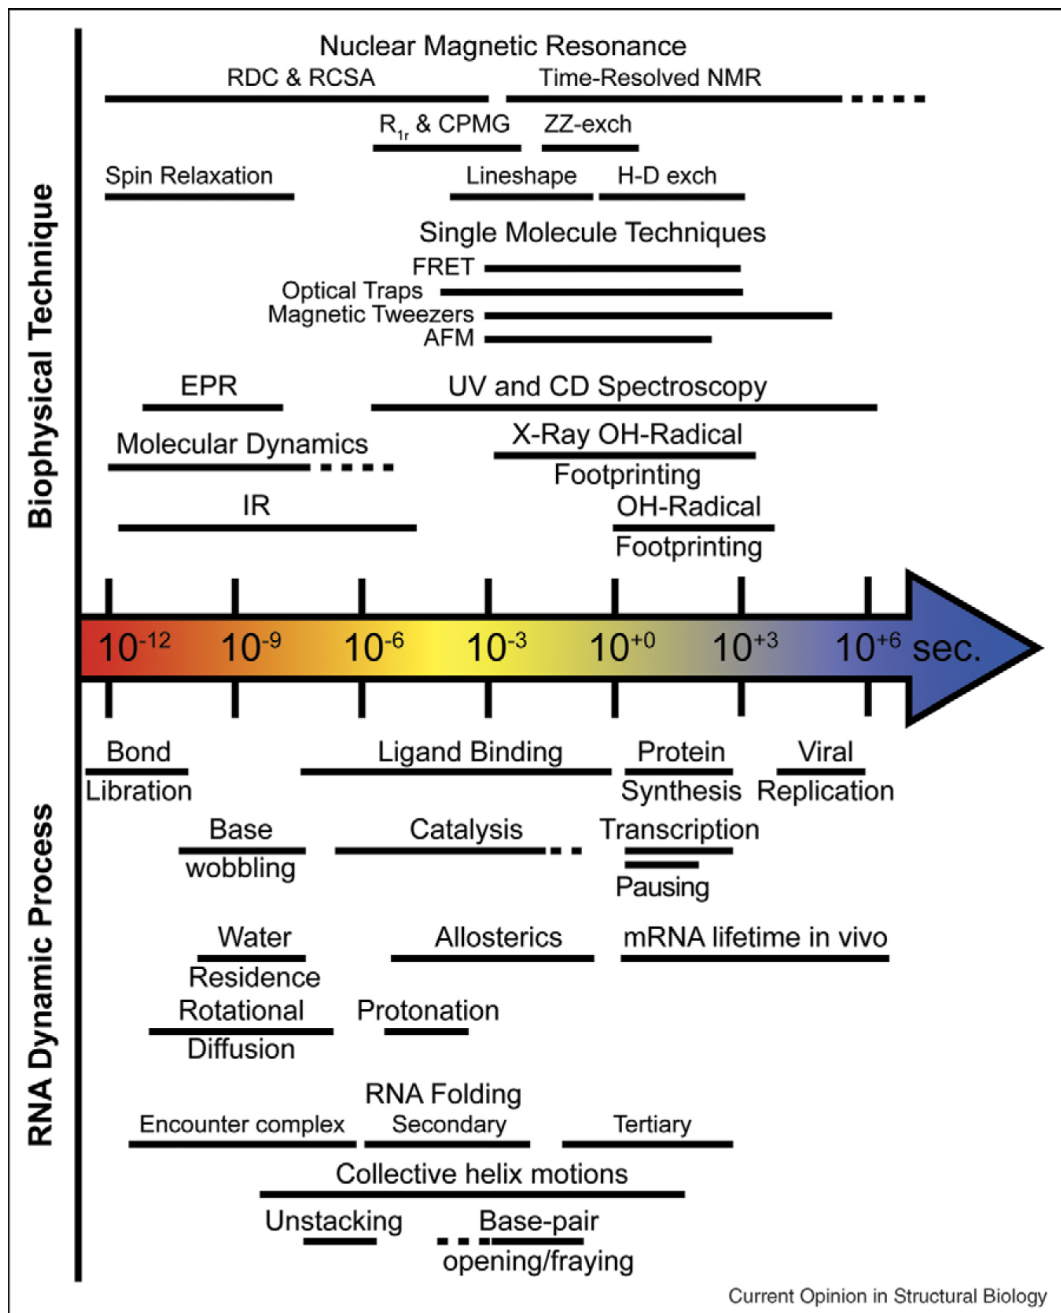 Nuclear Magnetic Resonance
RDC & RCSA
Time-Resolved NMR
R1r & CPMG
ZZ-exch
Spin Relaxation
Lineshape
H-D exch
Single Molecule Techniques
FRET
Optical Traps
Magnetic Tweezers
AFM
EPR
UV and CD Spectroscopy
Molecular Dynamics
X-Ray OH-Radical
Footprinting
IR
OH-Radical
Footprinting
Biophysical Technique
10-12 10-9 10-6 10-3 10+0 10+3 10+6 sec.
RNA Dynamic Process
Bond
Libration
Ligand Binding
Protein
Synthesis
Viral
Replication
Base
wobbling
Catalysis
Transcription
Pausing
Water
Residence
Allosterics
mRNA lifetime in vivo
Rotational
Diffusion
Protonation
RNA Folding
Encounter complex
Secondary
Tertiary
Collective helix motions
Unstacking
Base-pair
opening/fraying
Current Opinion in Structural Biology